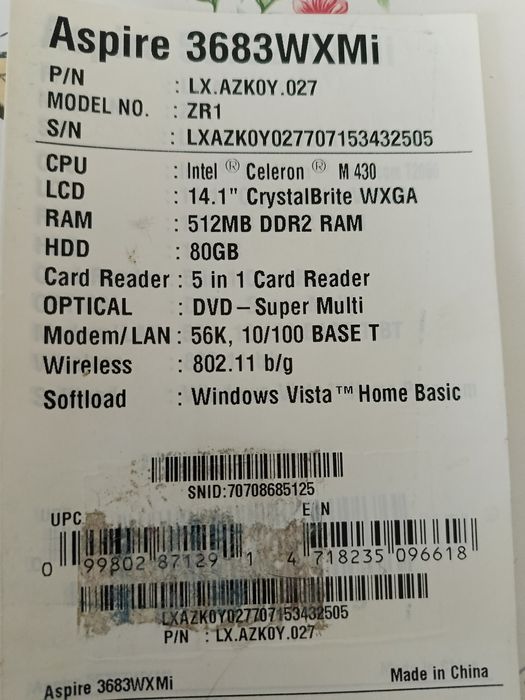 Aspire 3683WXMi
P/N : LX.AZK0Y.027
MODEL NO. : ZR1
S/N : LXAZK0Y027707153432505
CPU : Intel ® Celeron ® M 430
LCD : 14.1" CrystalBrite WXGA
RAM : 512MB DDR2 RAM
HDD : 80GB
Card Reader : 5 in 1 Card Reader
OPTICAL : DVD – Super Multi
Modem/LAN : 56K, 10/100 BASE T
Wireless : 802.11 b/g
Softload : Windows Vista™ Home Basic
SNID:70708685125
UPC EAN
0 99802 87129 1 4 718235 096618
LXAZK0Y027707153432505
P/N : LX.AZK0Y.027
Aspire 3683WXMi Made in China